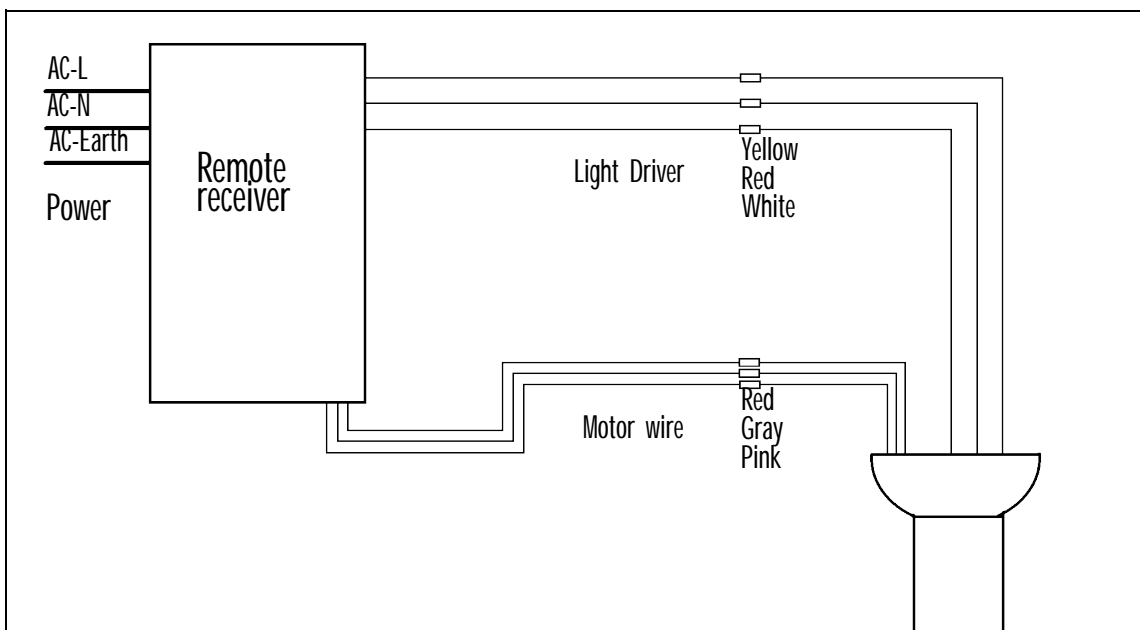 AC-L
AC-N
AC-Earth
Power
Remote
receiver
Light Driver
Yellow
Red
White
Motor wire
Red
Gray
Pink